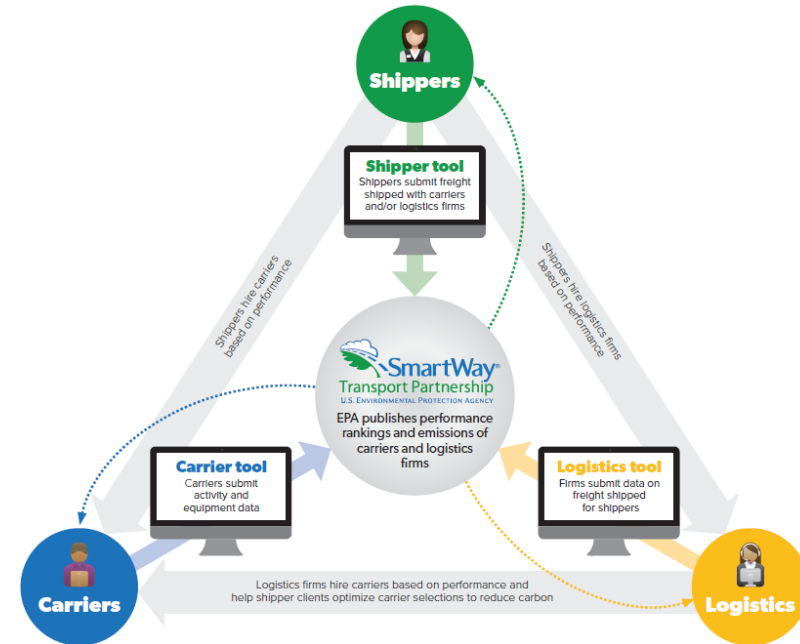 Shippers
Shipper tool
Shippers submit freight
shipped with carriers
and/or logistics firms
Shippers hire carriers
based on performance
Shippers hire logistics firms
based on performance
SmartWay®
Transport Partnership
U.S. ENVIRONMENTAL PROTECTION AGENCY
EPA publishes performance
rankings and emissions of
carriers and logistics
firms
Carrier tool
Carriers submit
activity and
equipment data
Logistics tool
Firms submit data on
freight shipped
for shippers
Carriers
Logistics firms hire carriers based on performance and
help shipper clients optimize carrier selections to reduce carbon
Logistics